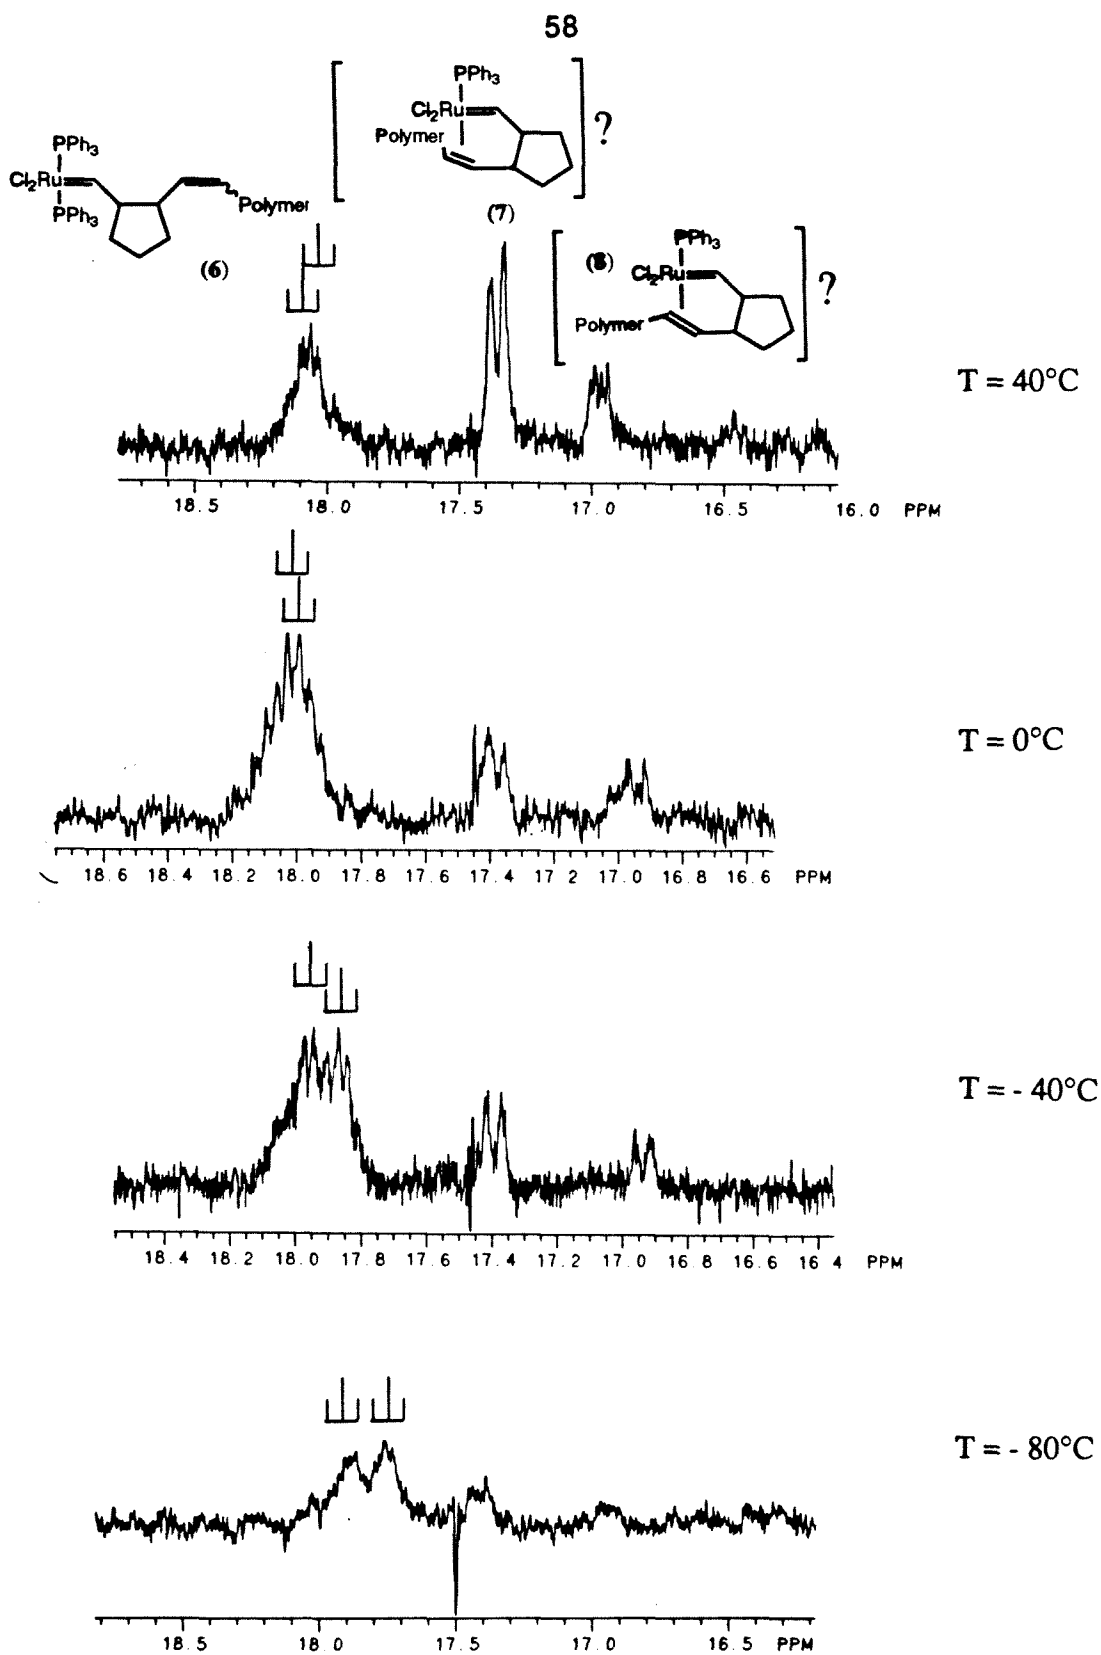 58
PPh3
Cl2Ru
Polymer
?
(7)
PPh3
Cl2Ru
PPh3
Polymer
(6)
PPh3
(8)
Cl2Ru
Polymer
?
T = 40°C
18.5 18.0 17.5 17.0 16.5 16.0 PPM
T = 0°C
18.6 18.4 18.2 18.0 17.8 17.6 17.4 17 2 17.0 16.8 16.6 PPM
T = - 40°C
18.4 18.2 18.0 17.8 17.6 17.4 17.2 17.0 16.8 16.6 16 4 PPM
T = - 80°C
18.5 18 0 17.5 17.0 16.5 PPM